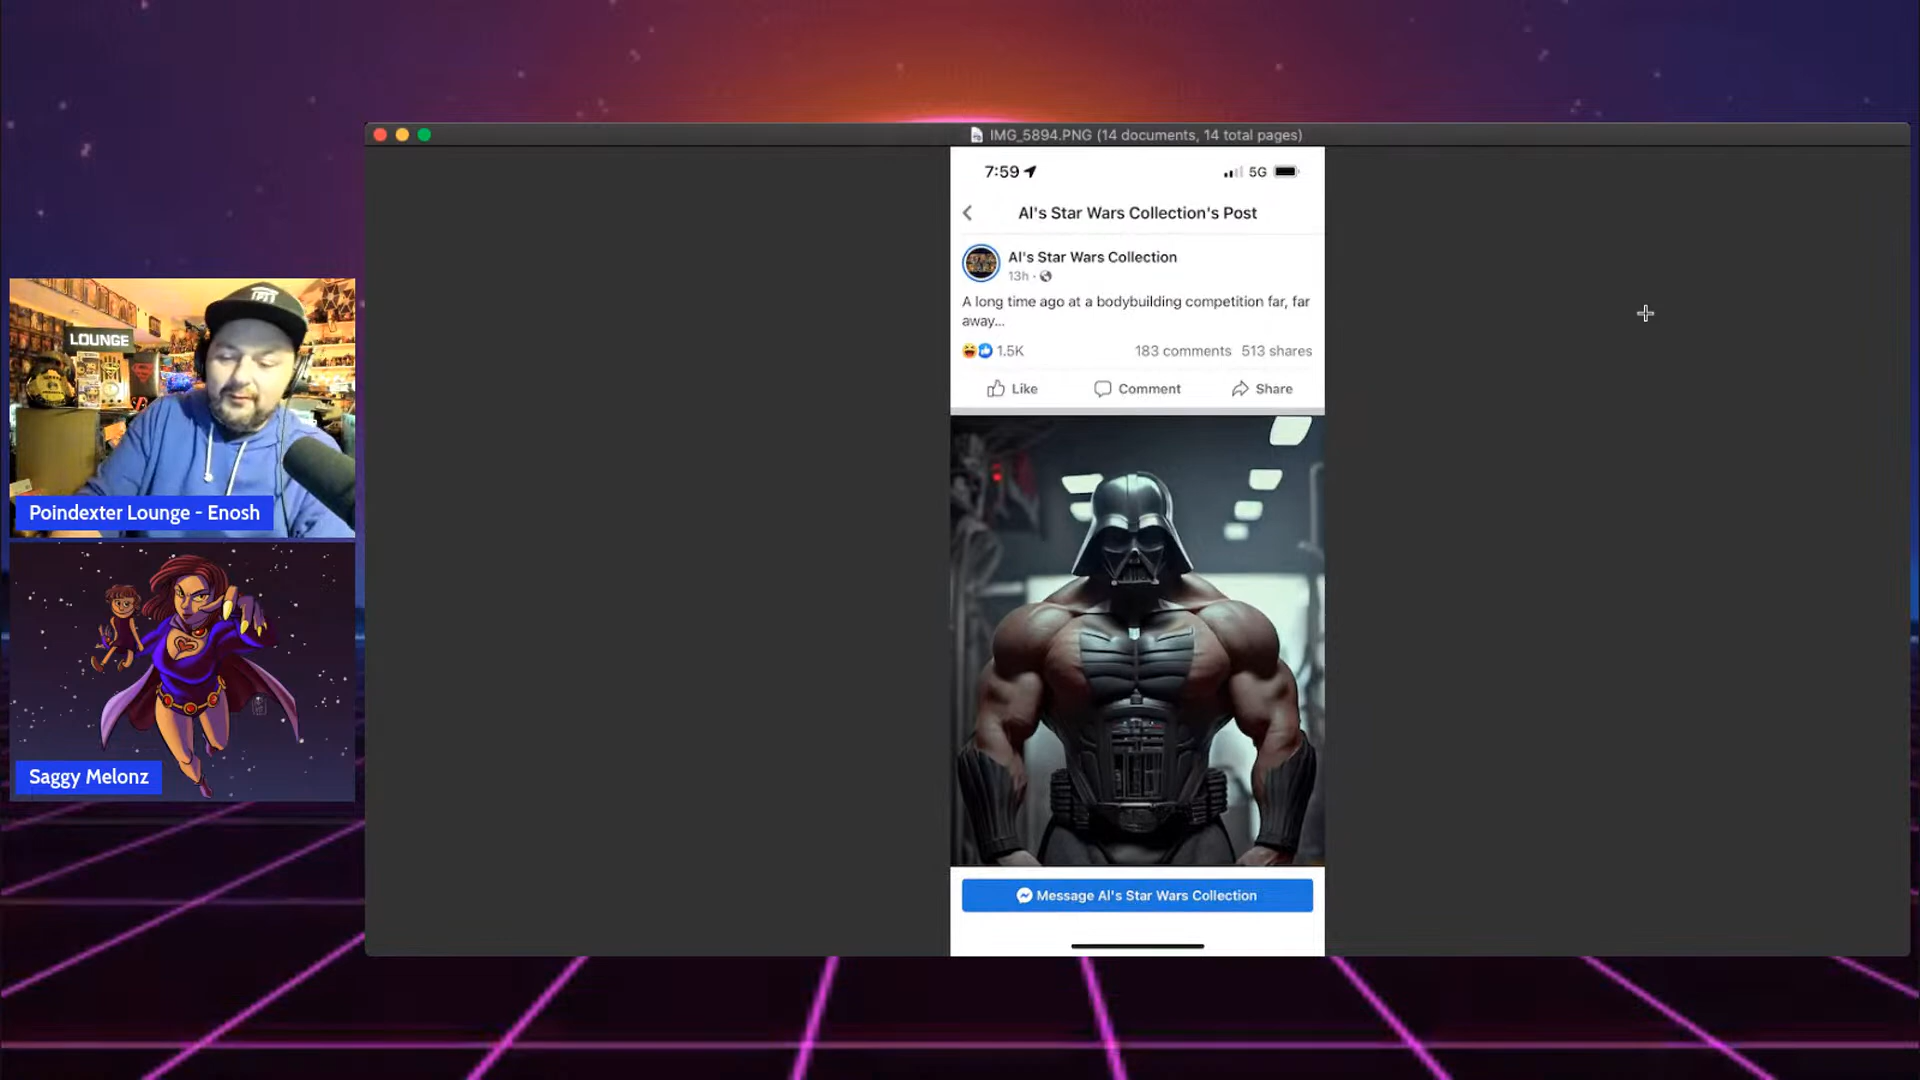 IMG_5894.PNG (14 documents, 14 total pages)
7:59
5G
Al's Star Wars Collection's Post
Al's Star Wars Collection
13h ·
A long time ago at a bodybuilding competition far, far
away...
1.5K 183 comments 513 shares
Like Comment Share
Message Al's Star Wars Collection
LOUNGE
Poindexter Lounge - Enosh
Saggy Melonz